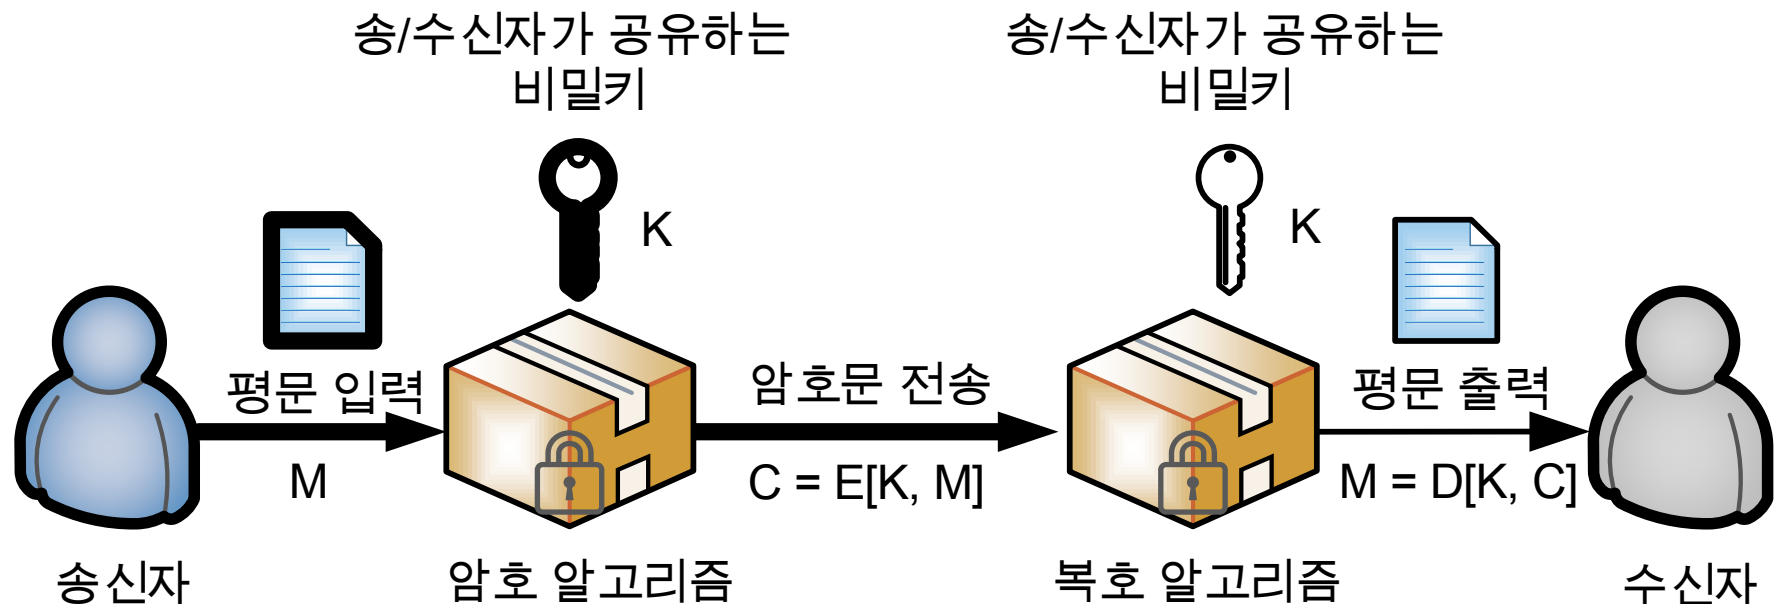 송/수신자가 공유하는
비밀키
송/수신자가 공유하는
비밀키
K
K
평문 입력
M
암호문 전송
C = E[K, M]
평문 출력
M = D[K, C]
송신자
암호 알고리즘
복호 알고리즘
수신자